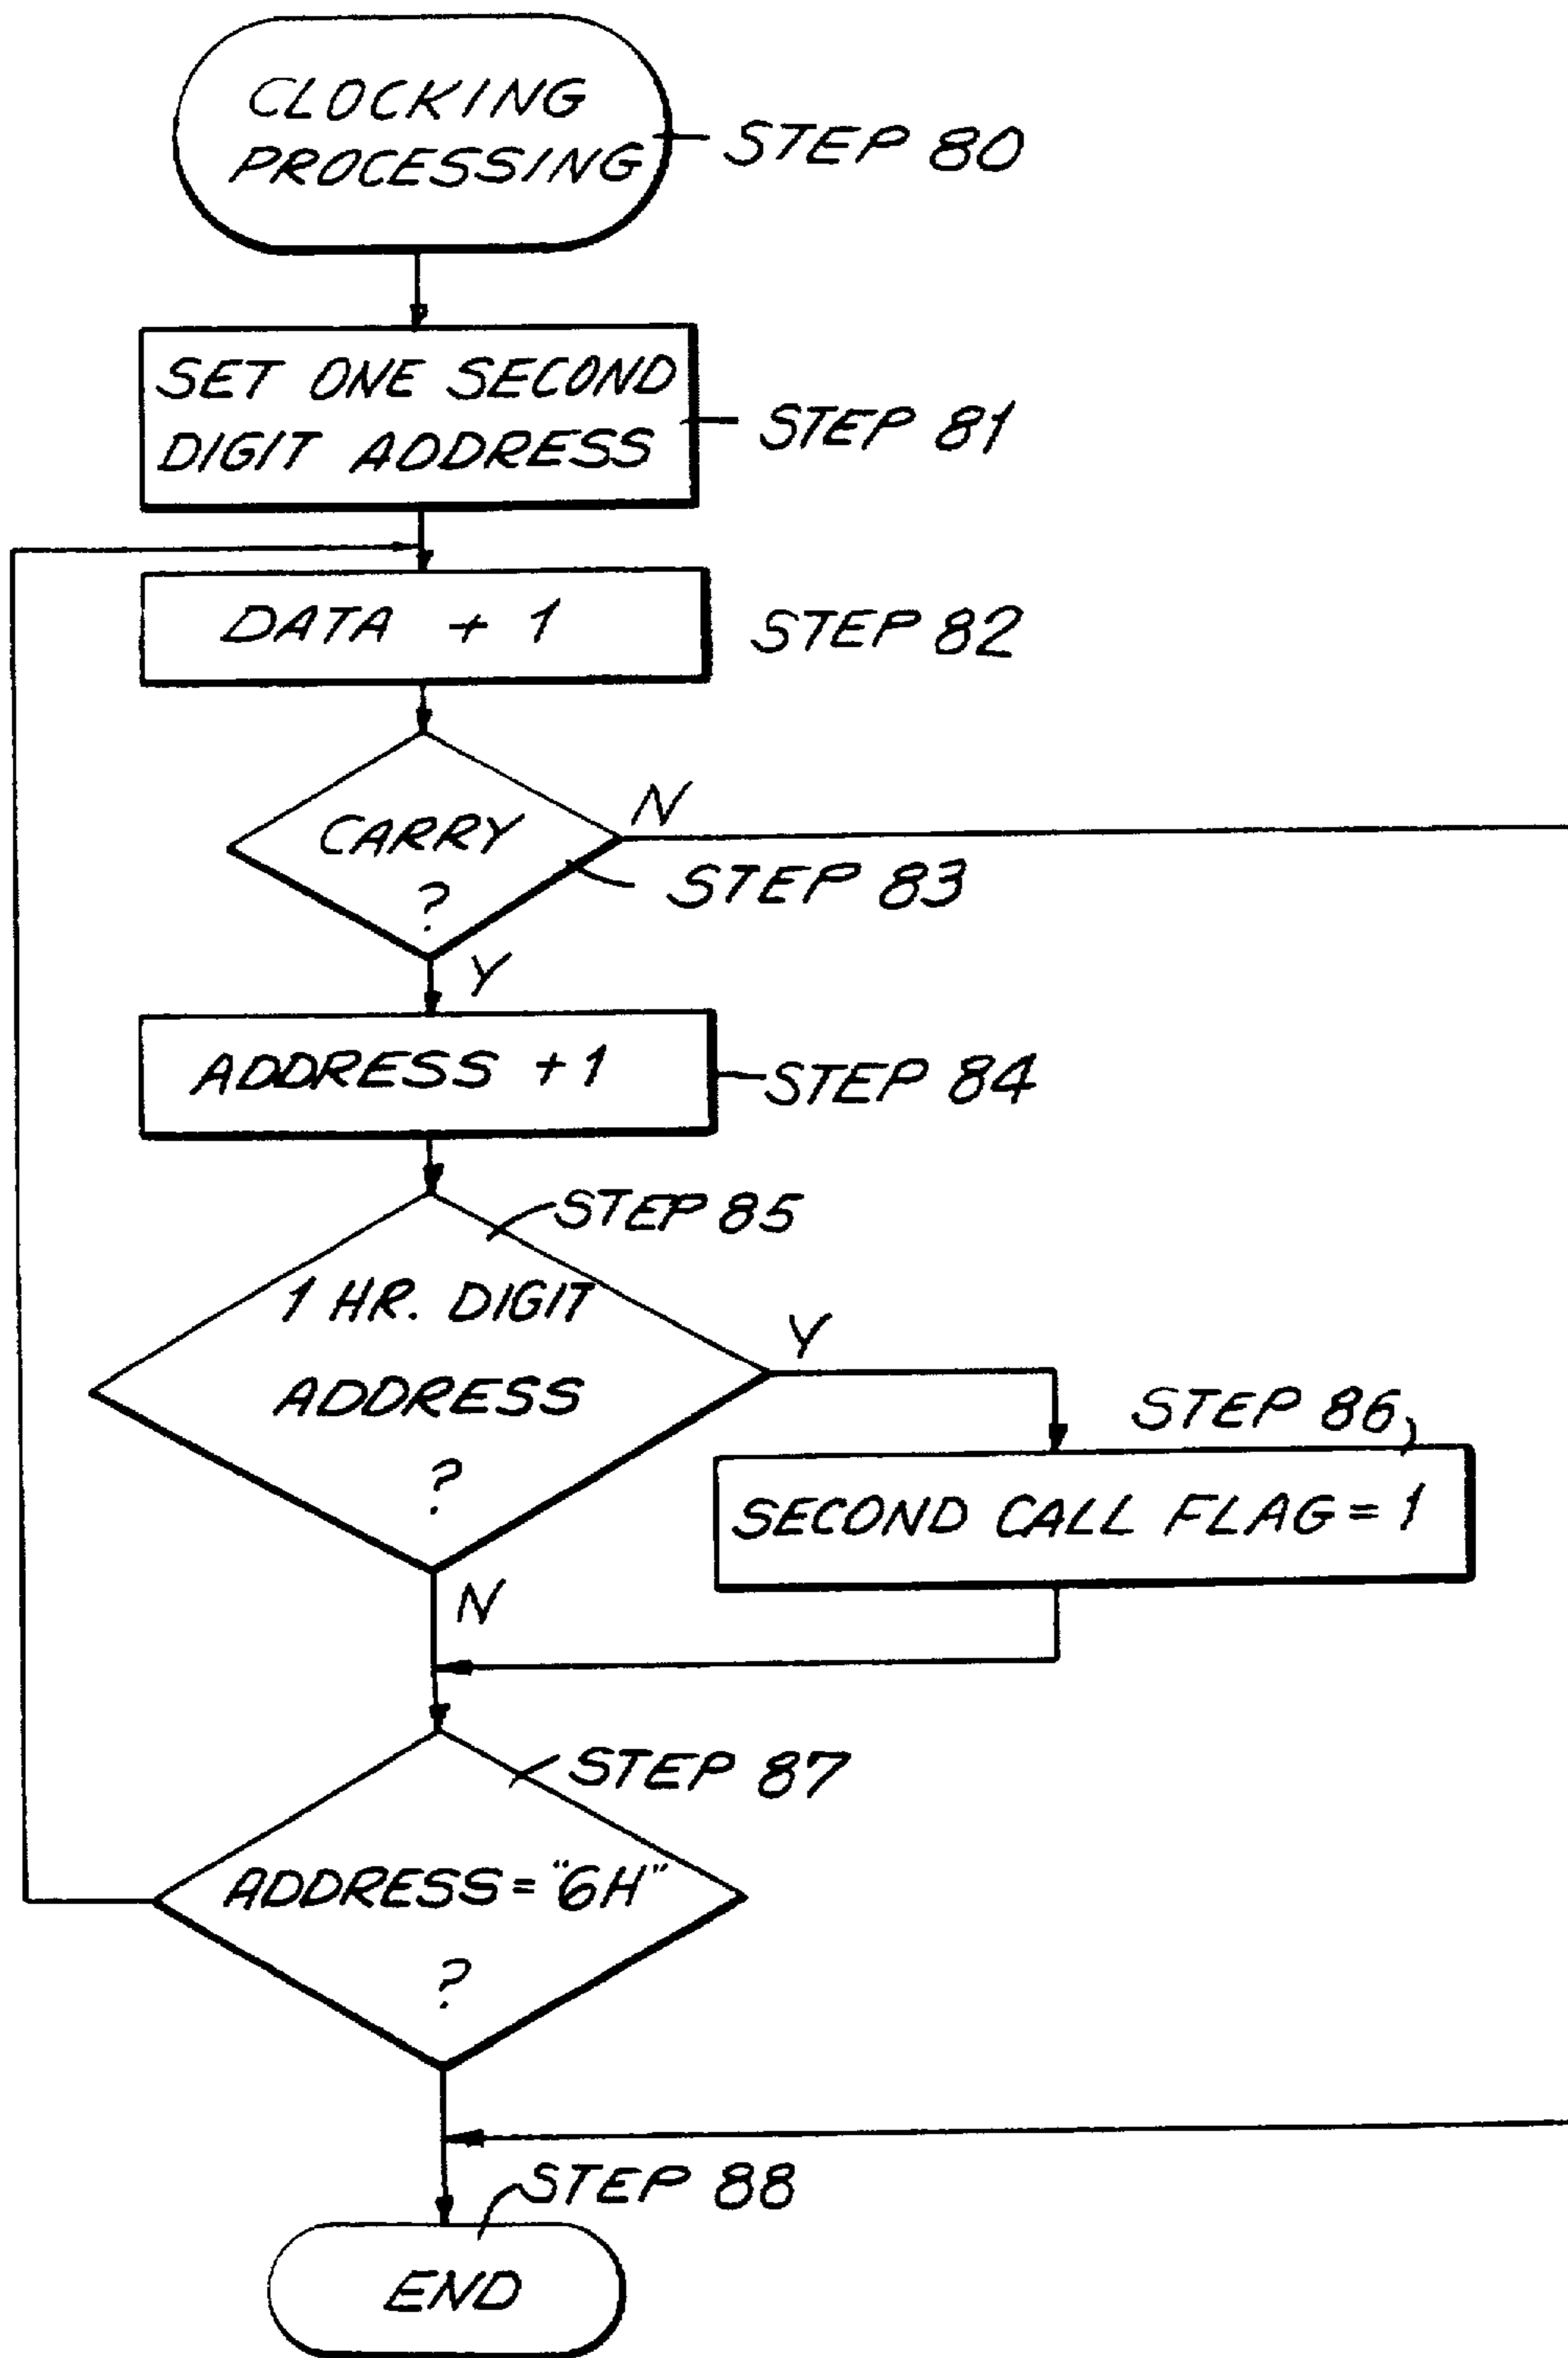 CLOCKING
PROCESSING
STEP 80
SET ONE SECOND
DIGIT ADDRESS
STEP 81
DATA + 1
STEP 82
CARRY
?
N
STEP 83
Y
ADDRESS + 1
STEP 84
STEP 85
1 HR. DIGIT
ADDRESS
?
Y
STEP 86
SECOND CALL FLAG = 1
N
STEP 87
ADDRESS = "6H"
?
STEP 88
END